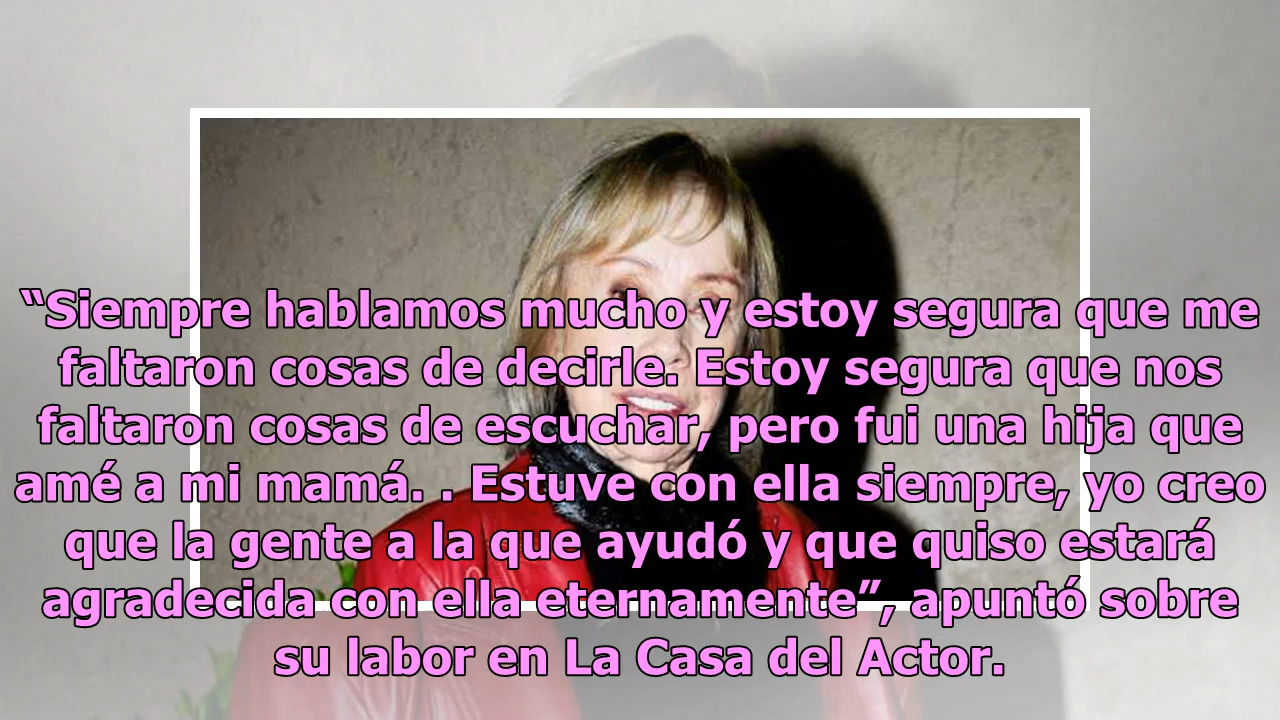 “Siempre hablamos mucho y estoy segura que me
faltaron cosas de decirle. Estoy segura que nos
faltaron cosas de escuchar, pero fui una hija que
amé a mi mamá. . Estuve con ella siempre, yo creo
que la gente a la que ayudó y que quiso estará
agradecida con ella eternamente”, apuntó sobre
su labor en La Casa del Actor.